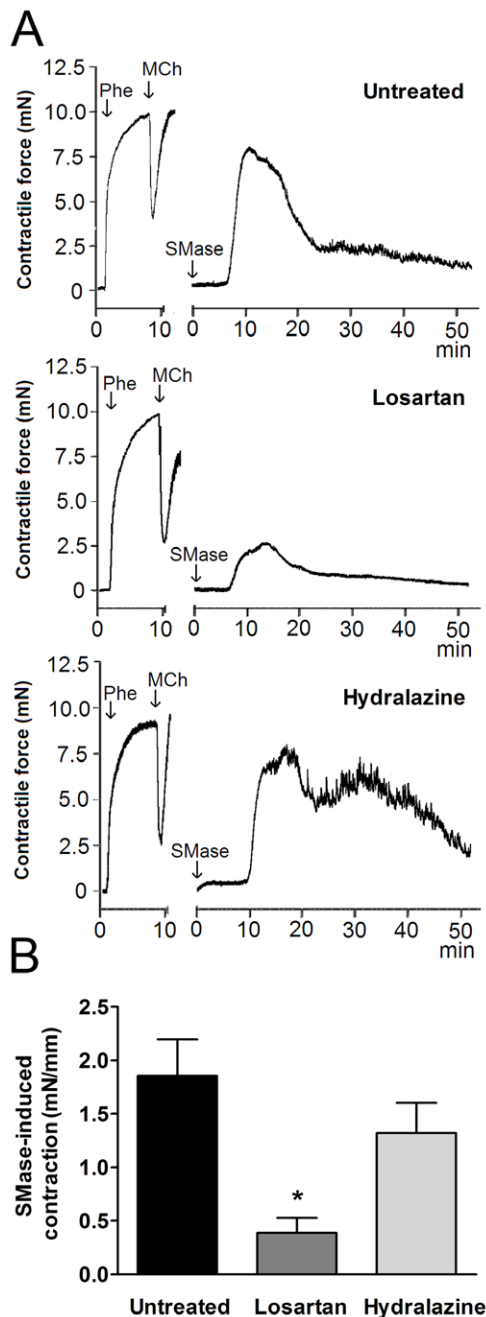 A
Contractile force (mN)
12.5
10.0
7.5
5.0
2.5
0
Phe
MCh
Untreated
SMase
0 10 0 10 20 30 40 50
min
Contractile force (mN)
12.5
10.0
7.5
5.0
2.5
0
Phe
MCh
Losartan
SMase
0 10 0 10 20 30 40 50
min
Contractile force (mN)
12.5
10.0
7.5
5.0
2.5
0
Phe
MCh
Hydralazine
SMase
0 10 0 10 20 30 40 50
min
B
SMase-induced
contraction (mN/mm)
2.5
2.0
1.5
1.0
0.5
0.0
*
Untreated Losartan Hydralazine